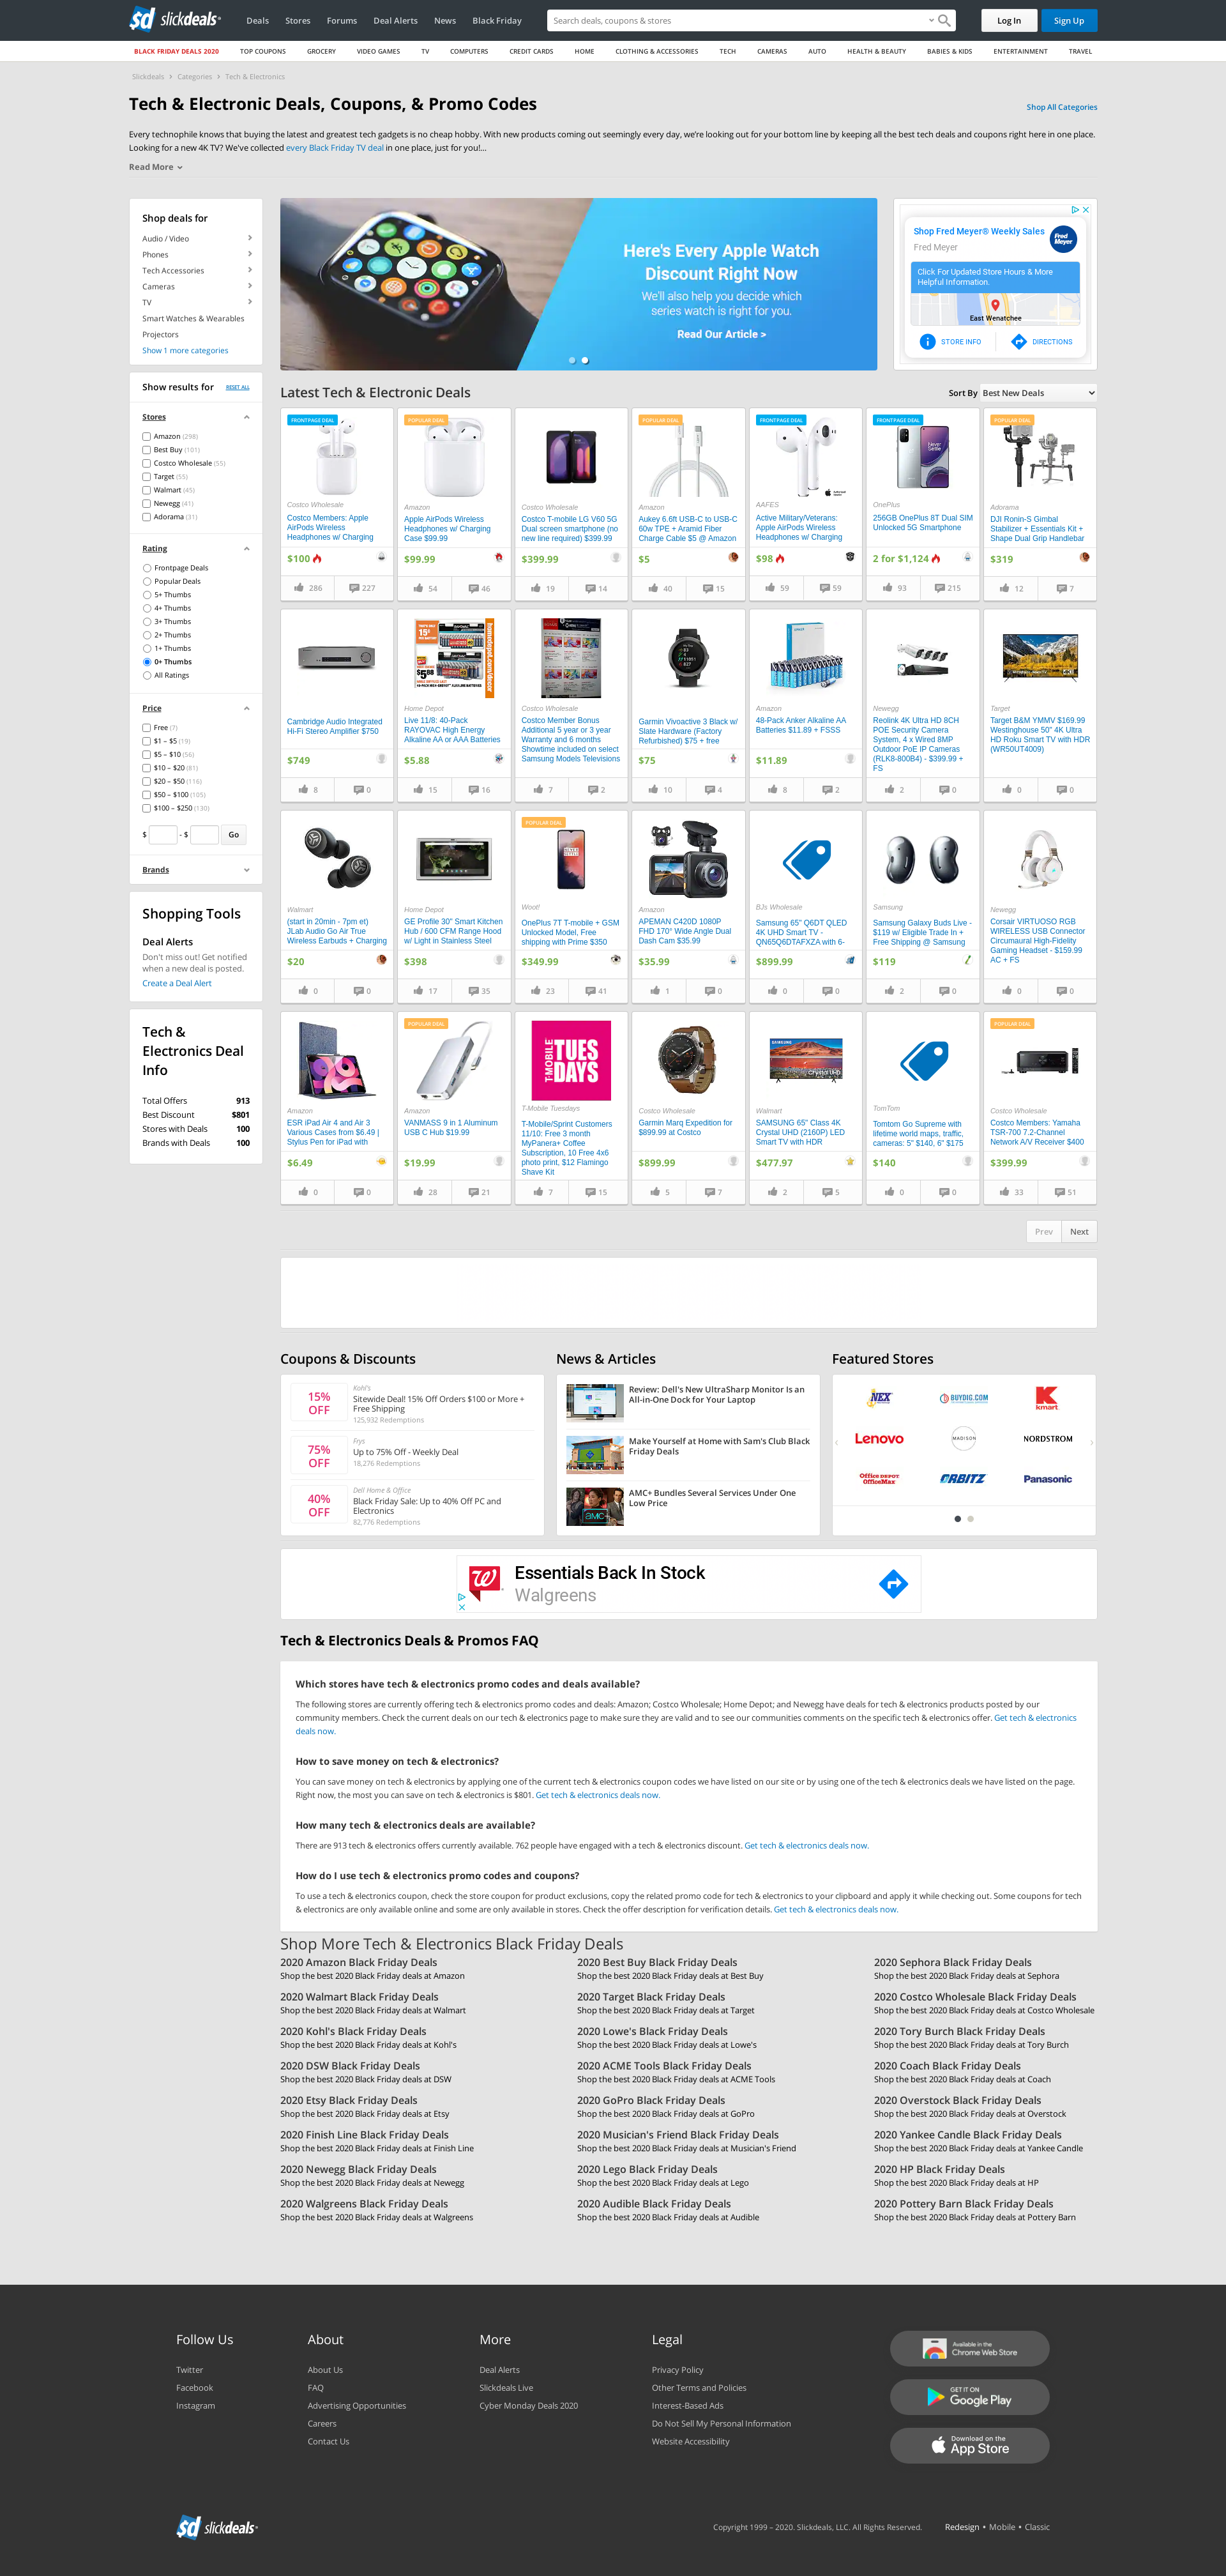 slickdeals
Deals
Stores
Forums
Deal Alerts
News
Black Friday
Search deals, coupons & stores
Log In
Sign Up
BLACK FRIDAY DEALS 2020
TOP COUPONS
GROCERY
VIDEO GAMES
TV
COMPUTERS
CREDIT CARDS
HOME
CLOTHING & ACCESSORIES
TECH
CAMERAS
AUTO
HEALTH & BEAUTY
BABIES & KIDS
ENTERTAINMENT
TRAVEL
Slickdeals › Categories › Tech & Electronics
Tech & Electronic Deals, Coupons, & Promo Codes
Shop All Categories
Every technophile knows that buying the latest and greatest tech gadgets is no cheap hobby. With new products coming out seemingly every day, we're looking out for your bottom line by keeping all the best tech deals and coupons right here in one place.
Looking for a new 4K TV? We've collected every Black Friday TV deal in one place, just for you!...
Read More
Shop deals for
Audio / Video
Phones
Tech Accessories
Cameras
TV
Smart Watches & Wearables
Projectors
Show 1 more categories
Show results for
RESET ALL
Stores
Amazon (298)
Best Buy (101)
Costco Wholesale (55)
Target (55)
Walmart (45)
Newegg (41)
Adorama (31)
Rating
Frontpage Deals
Popular Deals
5+ Thumbs
4+ Thumbs
3+ Thumbs
2+ Thumbs
1+ Thumbs
0+ Thumbs
All Ratings
Price
Free (7)
$1 – $5 (19)
$5 – $10 (56)
$10 – $20 (81)
$20 – $50 (116)
$50 – $100 (105)
$100 – $250 (130)
$ - $ Go
Brands
Shopping Tools
Deal Alerts
Don't miss out! Get notified
when a new deal is posted.
Create a Deal Alert
Tech &
Electronics Deal
Info
Total Offers 913
Best Discount $801
Stores with Deals 100
Brands with Deals 100
Here's Every Apple Watch
Discount Right Now
We'll also help you decide which
series watch is right for you.
Read Our Article >
Shop Fred Meyer® Weekly Sales
Fred Meyer
Fred Meyer
Click For Updated Store Hours & More
Helpful Information.
East Wenatchee
STORE INFO
DIRECTIONS
Latest Tech & Electronic Deals
Sort By Best New Deals
FRONTPAGE DEAL
Costco Wholesale
Costco Members: Apple
AirPods Wireless
Headphones w/ Charging
$100
286
227
POPULAR DEAL
Amazon
Apple AirPods Wireless
Headphones w/ Charging
Case $99.99
$99.99
54
46
Costco Wholesale
Costco T-mobile LG V60 5G
Dual screen smartphone (no
new line required) $399.99
$399.99
19
14
POPULAR DEAL
Amazon
Aukey 6.6ft USB-C to USB-C
60w TPE + Aramid Fiber
Charge Cable $5 @ Amazon
$5
40
15
FRONTPAGE DEAL
AAFES
Active Military/Veterans:
Apple AirPods Wireless
Headphones w/ Charging
$98
59
59
FRONTPAGE DEAL
OnePlus
256GB OnePlus 8T Dual SIM
Unlocked 5G Smartphone
2 for $1,124
93
215
POPULAR DEAL
Adorama
DJI Ronin-S Gimbal
Stabilizer + Essentials Kit +
Shape Dual Grip Handlebar
$319
12
7
Cambridge Audio Integrated
Hi-Fi Stereo Amplifier $750
$749
8
0
Home Depot
Live 11/8: 40-Pack
RAYOVAC High Energy
Alkaline AA or AAA Batteries
$5.88
15
16
Costco Wholesale
Costco Member Bonus
Additional 5 year or 3 year
Warranty and 6 months
Showtime included on select
Samsung Models Televisions
7
2
Garmin Vivoactive 3 Black w/
Slate Hardware (Factory
Refurbished) $75 + free
$75
10
4
Amazon
48-Pack Anker Alkaline AA
Batteries $11.89 + FSSS
$11.89
8
2
Newegg
Reolink 4K Ultra HD 8CH
POE Security Camera
System, 4 x Wired 8MP
Outdoor PoE IP Cameras
(RLK8-800B4) - $399.99 +
FS
2
0
Target
Target B&M YMMV $169.99
Westinghouse 50" 4K Ultra
HD Roku Smart TV with HDR
(WR50UT4009)
0
0
Walmart
(start in 20min - 7pm et)
JLab Audio Go Air True
Wireless Earbuds + Charging
$20
0
0
Home Depot
GE Profile 30" Smart Kitchen
Hub / 600 CFM Range Hood
w/ Light in Stainless Steel
$398
17
35
POPULAR DEAL
Woot!
OnePlus 7T T-mobile + GSM
Unlocked Model, Free
shipping with Prime $350
$349.99
23
41
Amazon
APEMAN C420D 1080P
FHD 170° Wide Angle Dual
Dash Cam $35.99
$35.99
1
0
BJs Wholesale
Samsung 65" Q6DT QLED
4K UHD Smart TV -
QN65Q6DTAFXZA with 6-
$899.99
0
0
Samsung
Samsung Galaxy Buds Live -
$119 w/ Eligible Trade In +
Free Shipping @ Samsung
$119
2
0
Newegg
Corsair VIRTUOSO RGB
WIRELESS USB Connector
Circumaural High-Fidelity
Gaming Headset - $159.99
AC + FS
0
0
Amazon
ESR iPad Air 4 and Air 3
Various Cases from $6.49 |
Stylus Pen for iPad with
$6.49
0
0
POPULAR DEAL
Amazon
VANMASS 9 in 1 Aluminum
USB C Hub $19.99
$19.99
28
21
T-MOBILE TUESDAYS
T-Mobile Tuesdays
T-Mobile/Sprint Customers
11/10: Free 3 month
MyPanera+ Coffee
Subscription, 10 Free 4x6
photo print, $12 Flamingo
Shave Kit
7
15
Costco Wholesale
Garmin Marq Expedition for
$899.99 at Costco
$899.99
5
7
SAMSUNG
Crystal UHD
Walmart
SAMSUNG 65" Class 4K
Crystal UHD (2160P) LED
Smart TV with HDR
$477.97
2
5
TomTom
Tomtom Go Supreme with
lifetime world maps, traffic,
cameras: 5" $140, 6" $175
$140
0
0
POPULAR DEAL
Costco Wholesale
Costco Members: Yamaha
TSR-700 7.2-Channel
Network A/V Receiver $400
$399.99
33
51
Prev
Next
Coupons & Discounts
15% OFF
Kohl's
Sitewide Deal! 15% Off Orders $100 or More +
Free Shipping
125,932 Redemptions
75% OFF
Frys
Up to 75% Off - Weekly Deal
18,276 Redemptions
40% OFF
Dell Home & Office
Black Friday Sale: Up to 40% Off PC and
Electronics
82,776 Redemptions
News & Articles
Review: Dell's New UltraSharp Monitor Is an
All-in-One Dock for Your Laptop
Make Yourself at Home with Sam's Club Black
Friday Deals
AMC+ Bundles Several Services Under One
Low Price
Featured Stores
NEX
BUYDIG.COM
kmart
Lenovo
MADISON
NORDSTROM
Office DEPOT
OfficeMax
ORBITZ
Panasonic
Essentials Back In Stock
Walgreens
Tech & Electronics Deals & Promos FAQ
Which stores have tech & electronics promo codes and deals available?
The following stores are currently offering tech & electronics promo codes and deals: Amazon; Costco Wholesale; Home Depot; and Newegg have deals for tech & electronics products posted by our
community members. Check the current deals on our tech & electronics page to make sure they are valid and to see our communities comments on the specific tech & electronics offer. Get tech & electronics
deals now.
How to save money on tech & electronics?
You can save money on tech & electronics by applying one of the current tech & electronics coupon codes we have listed on our site or by using one of the tech & electronics deals we have listed on the page.
Right now, the most you can save on tech & electronics is $801. Get tech & electronics deals now.
How many tech & electronics deals are available?
There are 913 tech & electronics offers currently available. 762 people have engaged with a tech & electronics discount. Get tech & electronics deals now.
How do I use tech & electronics promo codes and coupons?
To use a tech & electronics coupon, check the store coupon for product exclusions, copy the related promo code for tech & electronics to your clipboard and apply it while checking out. Some coupons for tech
& electronics are only available online and some are only available in stores. Check the offer description for verification details. Get tech & electronics deals now.
Shop More Tech & Electronics Black Friday Deals
2020 Amazon Black Friday Deals
Shop the best 2020 Black Friday deals at Amazon
2020 Best Buy Black Friday Deals
Shop the best 2020 Black Friday deals at Best Buy
2020 Sephora Black Friday Deals
Shop the best 2020 Black Friday deals at Sephora
2020 Walmart Black Friday Deals
Shop the best 2020 Black Friday deals at Walmart
2020 Target Black Friday Deals
Shop the best 2020 Black Friday deals at Target
2020 Costco Wholesale Black Friday Deals
Shop the best 2020 Black Friday deals at Costco Wholesale
2020 Kohl's Black Friday Deals
Shop the best 2020 Black Friday deals at Kohl's
2020 Lowe's Black Friday Deals
Shop the best 2020 Black Friday deals at Lowe's
2020 Tory Burch Black Friday Deals
Shop the best 2020 Black Friday deals at Tory Burch
2020 DSW Black Friday Deals
Shop the best 2020 Black Friday deals at DSW
2020 ACME Tools Black Friday Deals
Shop the best 2020 Black Friday deals at ACME Tools
2020 Coach Black Friday Deals
Shop the best 2020 Black Friday deals at Coach
2020 Etsy Black Friday Deals
Shop the best 2020 Black Friday deals at Etsy
2020 GoPro Black Friday Deals
Shop the best 2020 Black Friday deals at GoPro
2020 Overstock Black Friday Deals
Shop the best 2020 Black Friday deals at Overstock
2020 Finish Line Black Friday Deals
Shop the best 2020 Black Friday deals at Finish Line
2020 Musician's Friend Black Friday Deals
Shop the best 2020 Black Friday deals at Musician's Friend
2020 Yankee Candle Black Friday Deals
Shop the best 2020 Black Friday deals at Yankee Candle
2020 Newegg Black Friday Deals
Shop the best 2020 Black Friday deals at Newegg
2020 Lego Black Friday Deals
Shop the best 2020 Black Friday deals at Lego
2020 HP Black Friday Deals
Shop the best 2020 Black Friday deals at HP
2020 Walgreens Black Friday Deals
Shop the best 2020 Black Friday deals at Walgreens
2020 Audible Black Friday Deals
Shop the best 2020 Black Friday deals at Audible
2020 Pottery Barn Black Friday Deals
Shop the best 2020 Black Friday deals at Pottery Barn
Follow Us
Twitter
Facebook
Instagram
About
About Us
FAQ
Advertising Opportunities
Careers
Contact Us
More
Deal Alerts
Slickdeals Live
Cyber Monday Deals 2020
Legal
Privacy Policy
Other Terms and Policies
Interest-Based Ads
Do Not Sell My Personal Information
Website Accessibility
Available in the
Chrome Web Store
GET IT ON
Google Play
Download on the
App Store
slickdeals
Copyright 1999 – 2020. Slickdeals, LLC. All Rights Reserved.
Redesign • Mobile • Classic